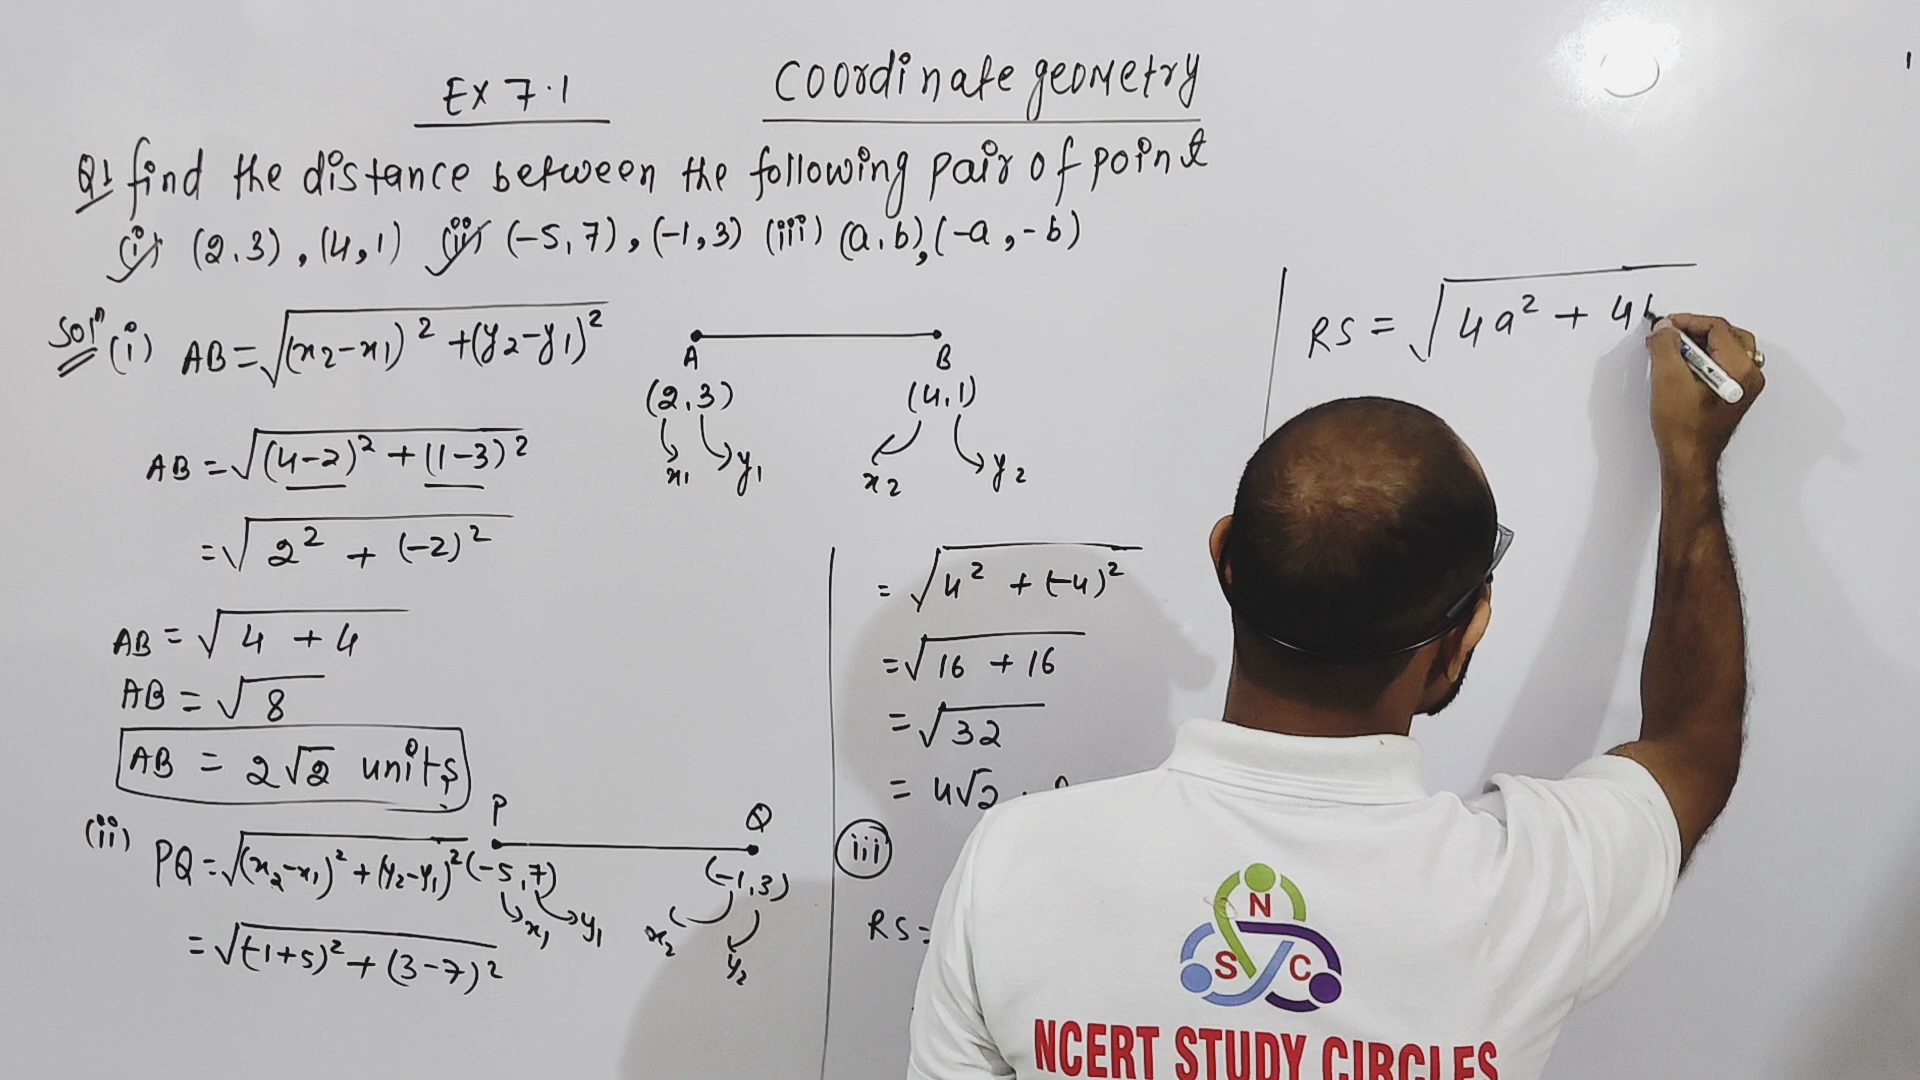 Ex 7.1
Coordinate geometry
Q1 find the distance between the following pair of point
(i) (2,3), (4,1) (ii) (-5,7), (-1,3) (iii) (a,b), (-a,-b)
Solⁿ (i) AB = √((x₂-x₁)² + (y₂-y₁)²)
A B
(2,3) (4,1)
x₁ y₁ x₂ y₂
AB = √((4-2)² + (1-3)²)
= √(2² + (-2)²)
AB = √(4 + 4)
AB = √8
AB = 2√2 units
(ii) PQ = √((x₂-x₁)² + (y₂-y₁)²)
P Q
(-5,7) (-1,3)
x₁ y₁ x₂ y₂
= √((-1+5)² + (3-7)²)
= √(4² + (-4)²)
= √(16 + 16)
= √32
= 4√2
(iii)
RS =
RS = √(4a² + 4
N
S C
NCERT STUDY CIRCLES